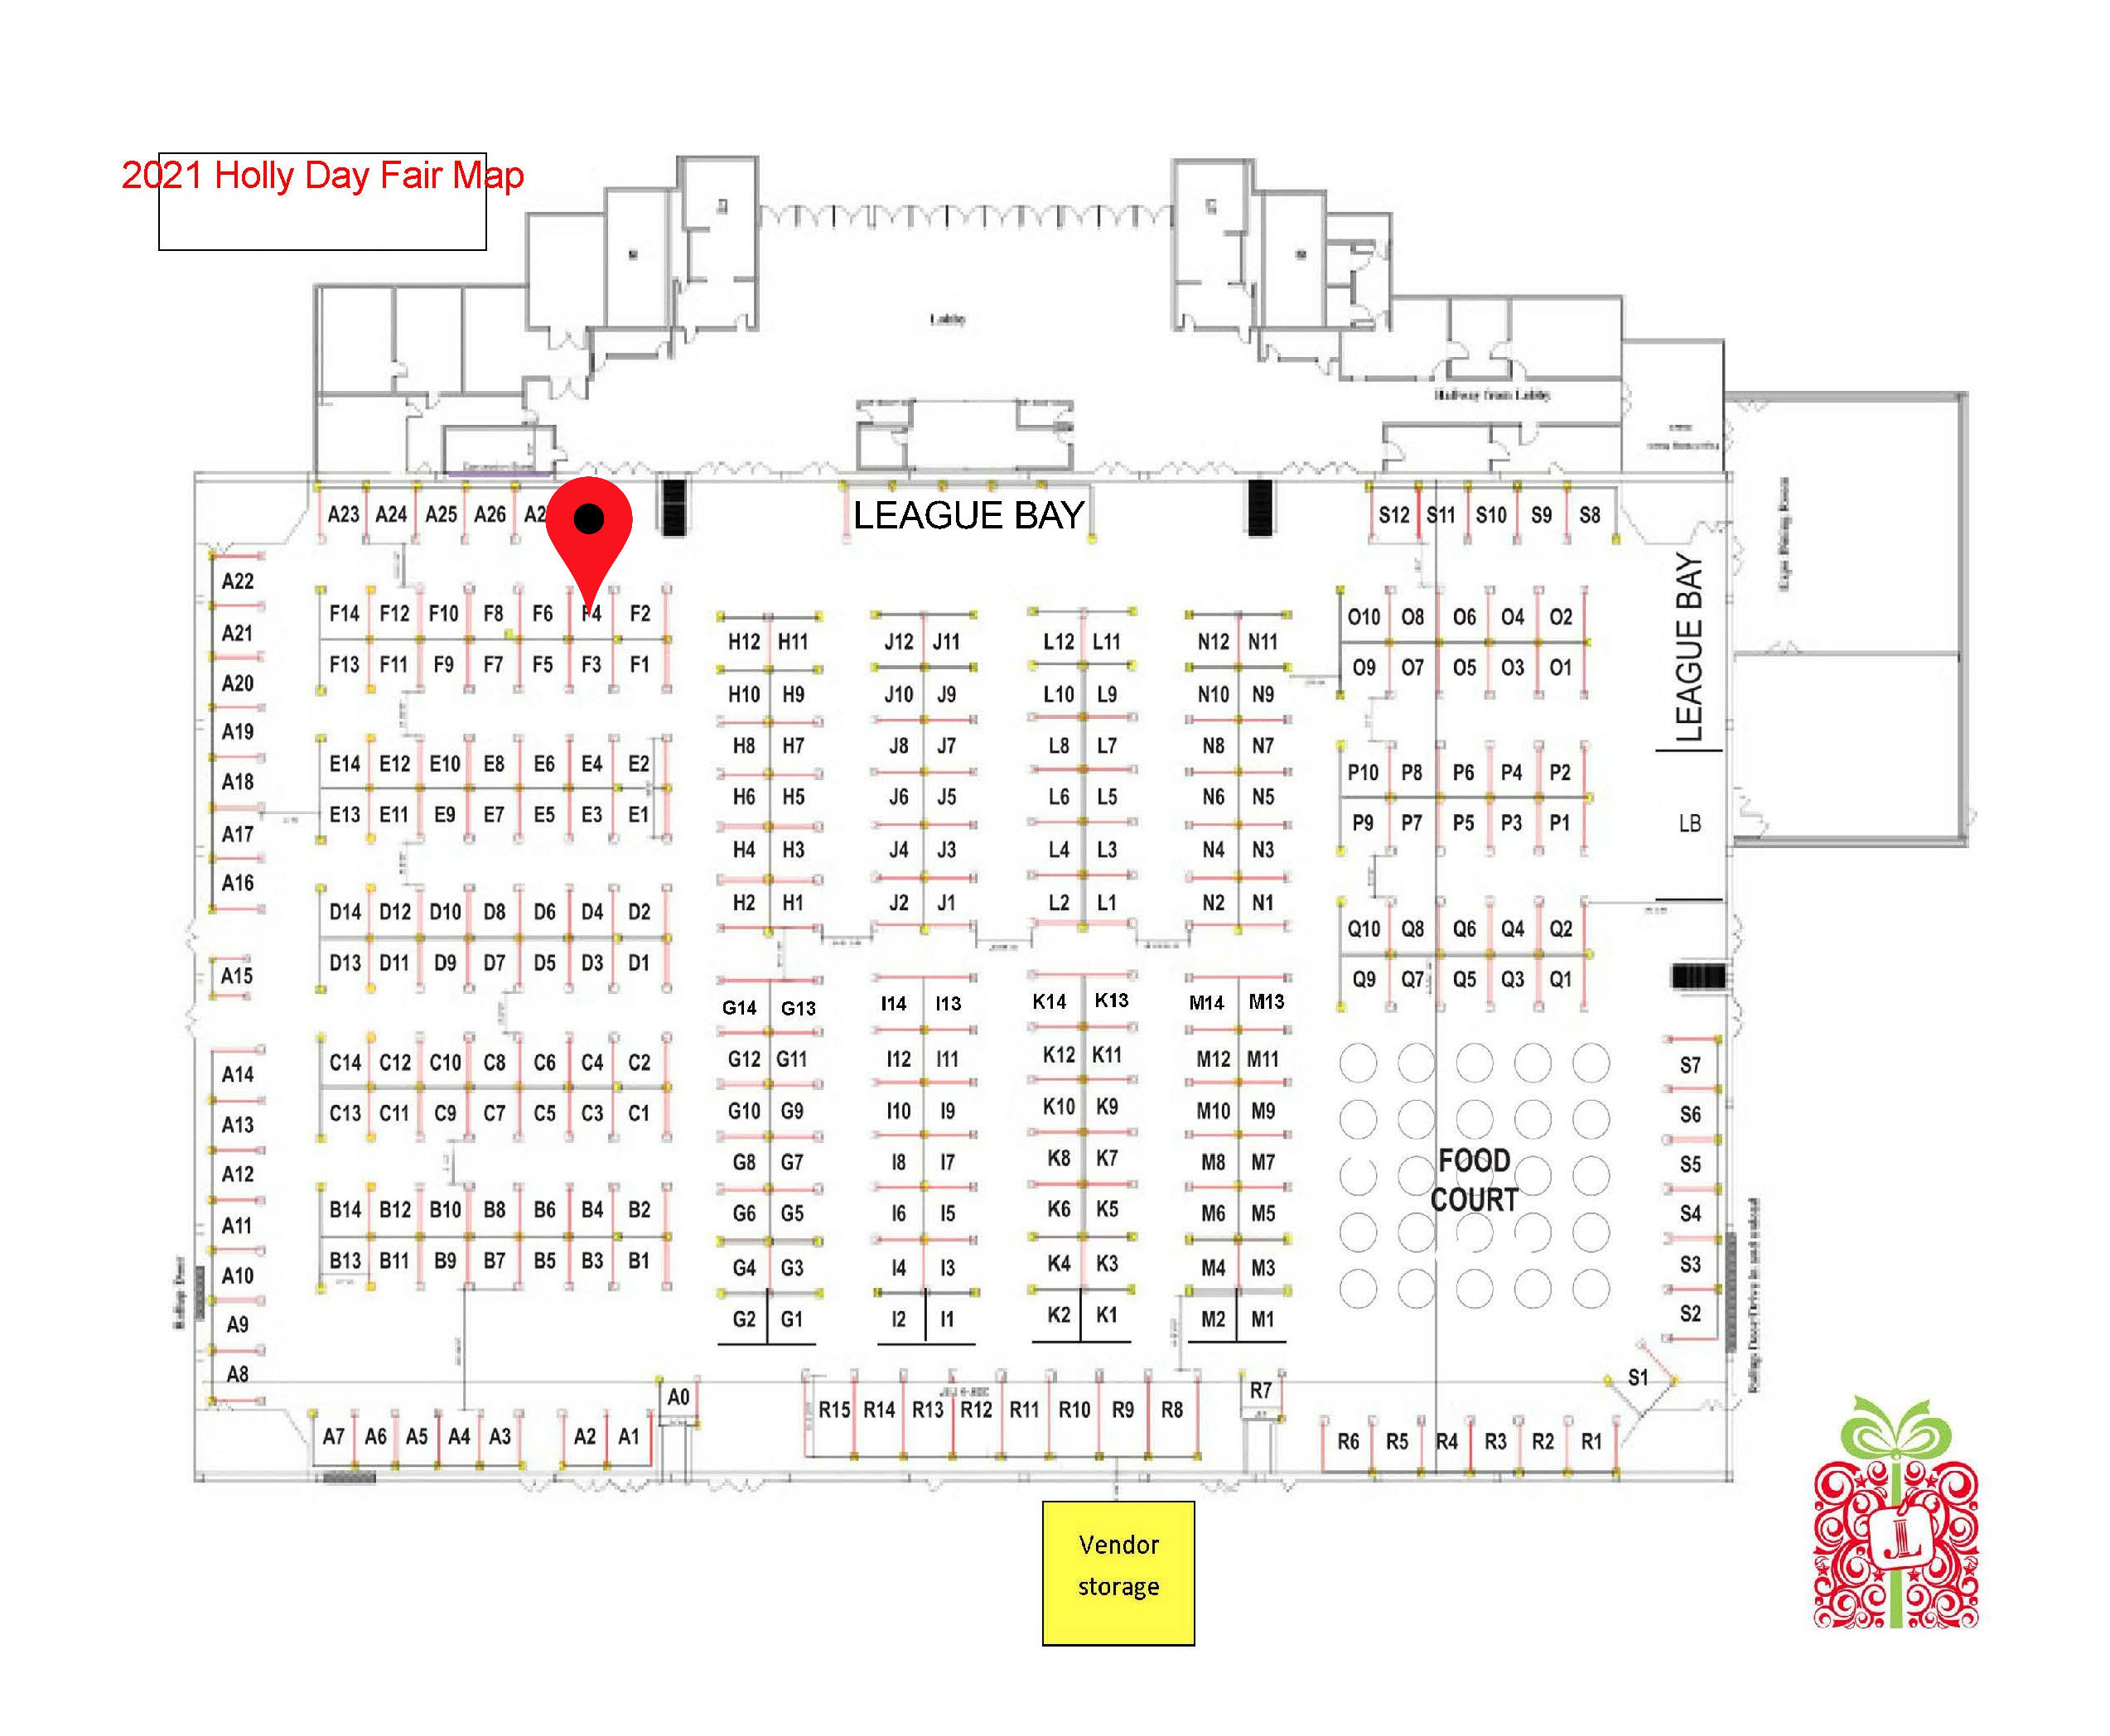 2021 Holly Day Fair Map
Lobby
Hallway from Lobby
LEAGUE BAY
A23 A24 A25 A26
S12 S11 S10 S9 S8
A22
F14 F12 F10 F8 F6 F4 F2
O10 O8 O6 O4 O2
LEAGUE BAY
A21
H12 H11 J12 J11 L12 L11 N12 N11
F13 F11 F9 F7 F5 F3 F1
O9 O7 O5 O3 O1
A20
H10 H9 J10 J9 L10 L9 N10 N9
A19
H8 H7 J8 J7 L8 L7 N8 N7
E14 E12 E10 E8 E6 E4 E2
P10 P8 P6 P4 P2
A18
H6 H5 J6 J5 L6 L5 N6 N5
E13 E11 E9 E7 E5 E3 E1
P9 P7 P5 P3 P1
LB
A17
H4 H3 J4 J3 L4 L3 N4 N3
A16
H2 H1 J2 J1 L2 L1 N2 N1
D14 D12 D10 D8 D6 D4 D2
Q10 Q8 Q6 Q4 Q2
D13 D11 D9 D7 D5 D3 D1
A15
Q9 Q7 Q5 Q3 Q1
G14 G13 I14 I13 K14 K13 M14 M13
C14 C12 C10 C8 C6 C4 C2
G12 G11 I12 I11 K12 K11 M12 M11
S7
A14
C13 C11 C9 C7 C5 C3 C1
G10 G9 I10 I9 K10 K9 M10 M9
S6
A13
G8 G7 I8 I7 K8 K7 M8 M7
FOOD
COURT
S5
A12
B14 B12 B10 B8 B6 B4 B2
G6 G5 I6 I5 K6 K5 M6 M5
S4
A11
B13 B11 B9 B7 B5 B3 B1
G4 G3 I4 I3 K4 K3 M4 M3
S3
A10
G2 G1 I2 I1 K2 K1 M2 M1
S2
A9
A8
S1
A0
R7
R15 R14 R13 R12 R11 R10 R9 R8
A7 A6 A5 A4 A3 A2 A1
R6 R5 R4 R3 R2 R1
Vendor
storage
JL